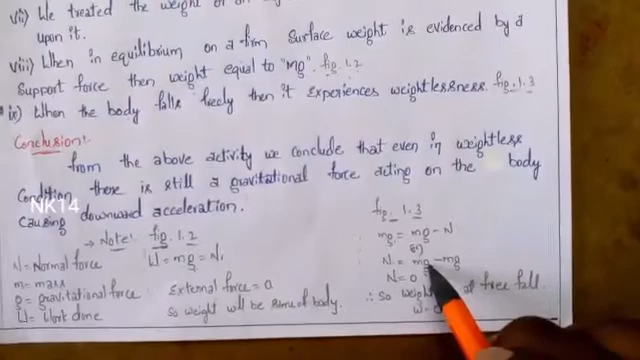 vii) We treated the weight of an
upon it.
viii) When in equilibrium on a firm surface weight is evidenced by a
support force then weight equal to "mg". fig. 1.2
ix) When the body falls freely then it experiences weightlessness. fig. 1.3
Conclusion:-
from the above activity we conclude that even in weightless
Condition there is still a gravitational force acting on the body
causing downward acceleration.
NK14
→ Note:
N = Normal force
m = mass
g = gravitational force
W = Work done
fig. 1.2
W = mg = N,
External force = a
so weight will be same of body.
fig 1.3
mg = mg - N
(or)
N = mg - mg
N = 0
∴ so weight at free fall.
W =